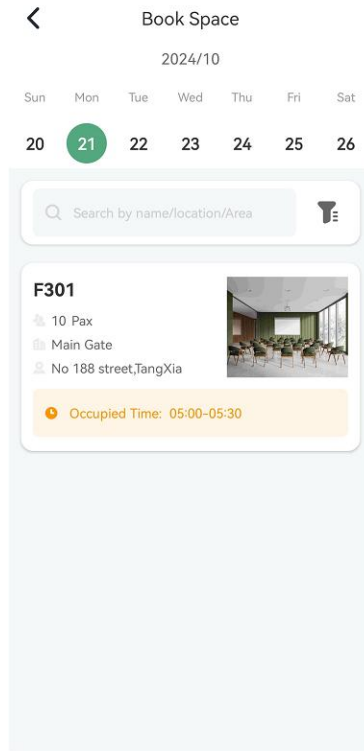 Book Space
2024/10
Sun Mon Tue Wed Thu Fri Sat
20 21 22 23 24 25 26
Search by name/location/Area
F301
10 Pax
Main Gate
No 188 street,TangXia
Occupied Time: 05:00-05:30